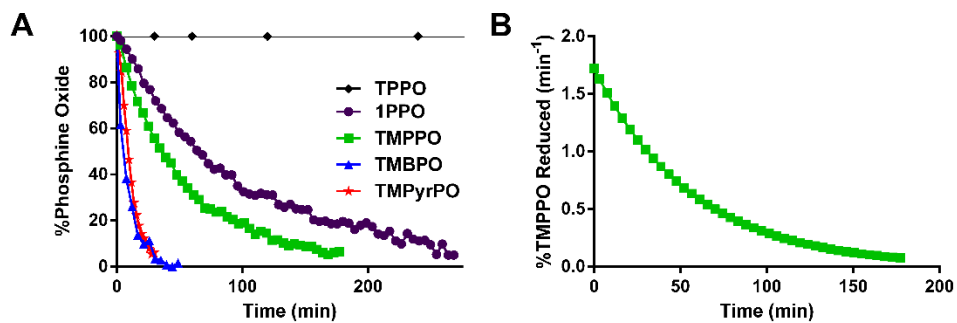 A
%Phosphine Oxide
100
80
60
40
20
0
0
100
200
Time (min)
TPPO
1PPO
TMPPO
TMBPO
TMPyrPO
B
%TMPPO Reduced (min⁻¹)
2.0
1.5
1.0
0.5
0.0
0
50
100
150
200
Time (min)